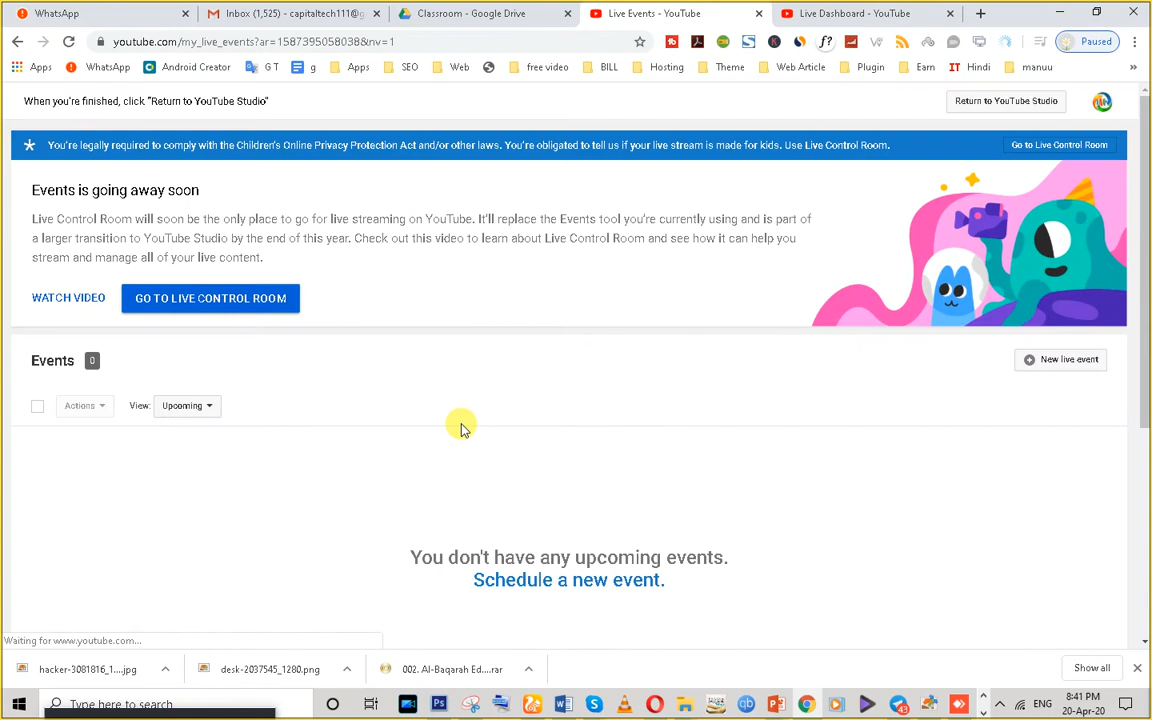 WhatsApp
Inbox (1,525) - capitaltech111@g
Classroom - Google Drive
Live Events - YouTube
Live Dashboard - YouTube
youtube.com/my_live_events?ar=1587395058038&nv=1
Paused
Apps
WhatsApp
Android Creator
G T
g
Apps
SEO
Web
free video
BILL
Hosting
Theme
Web Article
Plugin
Earn
IT Hindi
manuu
When you're finished, click "Return to YouTube Studio"
Return to YouTube Studio
You're legally required to comply with the Children's Online Privacy Protection Act and/or other laws. You're obligated to tell us if your live stream is made for kids. Use Live Control Room.
Go to Live Control Room
Events is going away soon
Live Control Room will soon be the only place to go for live streaming on YouTube. It'll replace the Events tool you're currently using and is part of
a larger transition to YouTube Studio by the end of this year. Check out this video to learn about Live Control Room and see how it can help you
stream and manage all of your live content.
WATCH VIDEO
GO TO LIVE CONTROL ROOM
Events 0
New live event
Actions
View:
Upcoming
You don't have any upcoming events.
Schedule a new event.
Waiting for www.youtube.com...
hacker-3081816_1....jpg
desk-2037545_1280.png
002. Al-Baqarah Ed....rar
Show all
Type here to search
43
ENG
8:41 PM
20-Apr-20